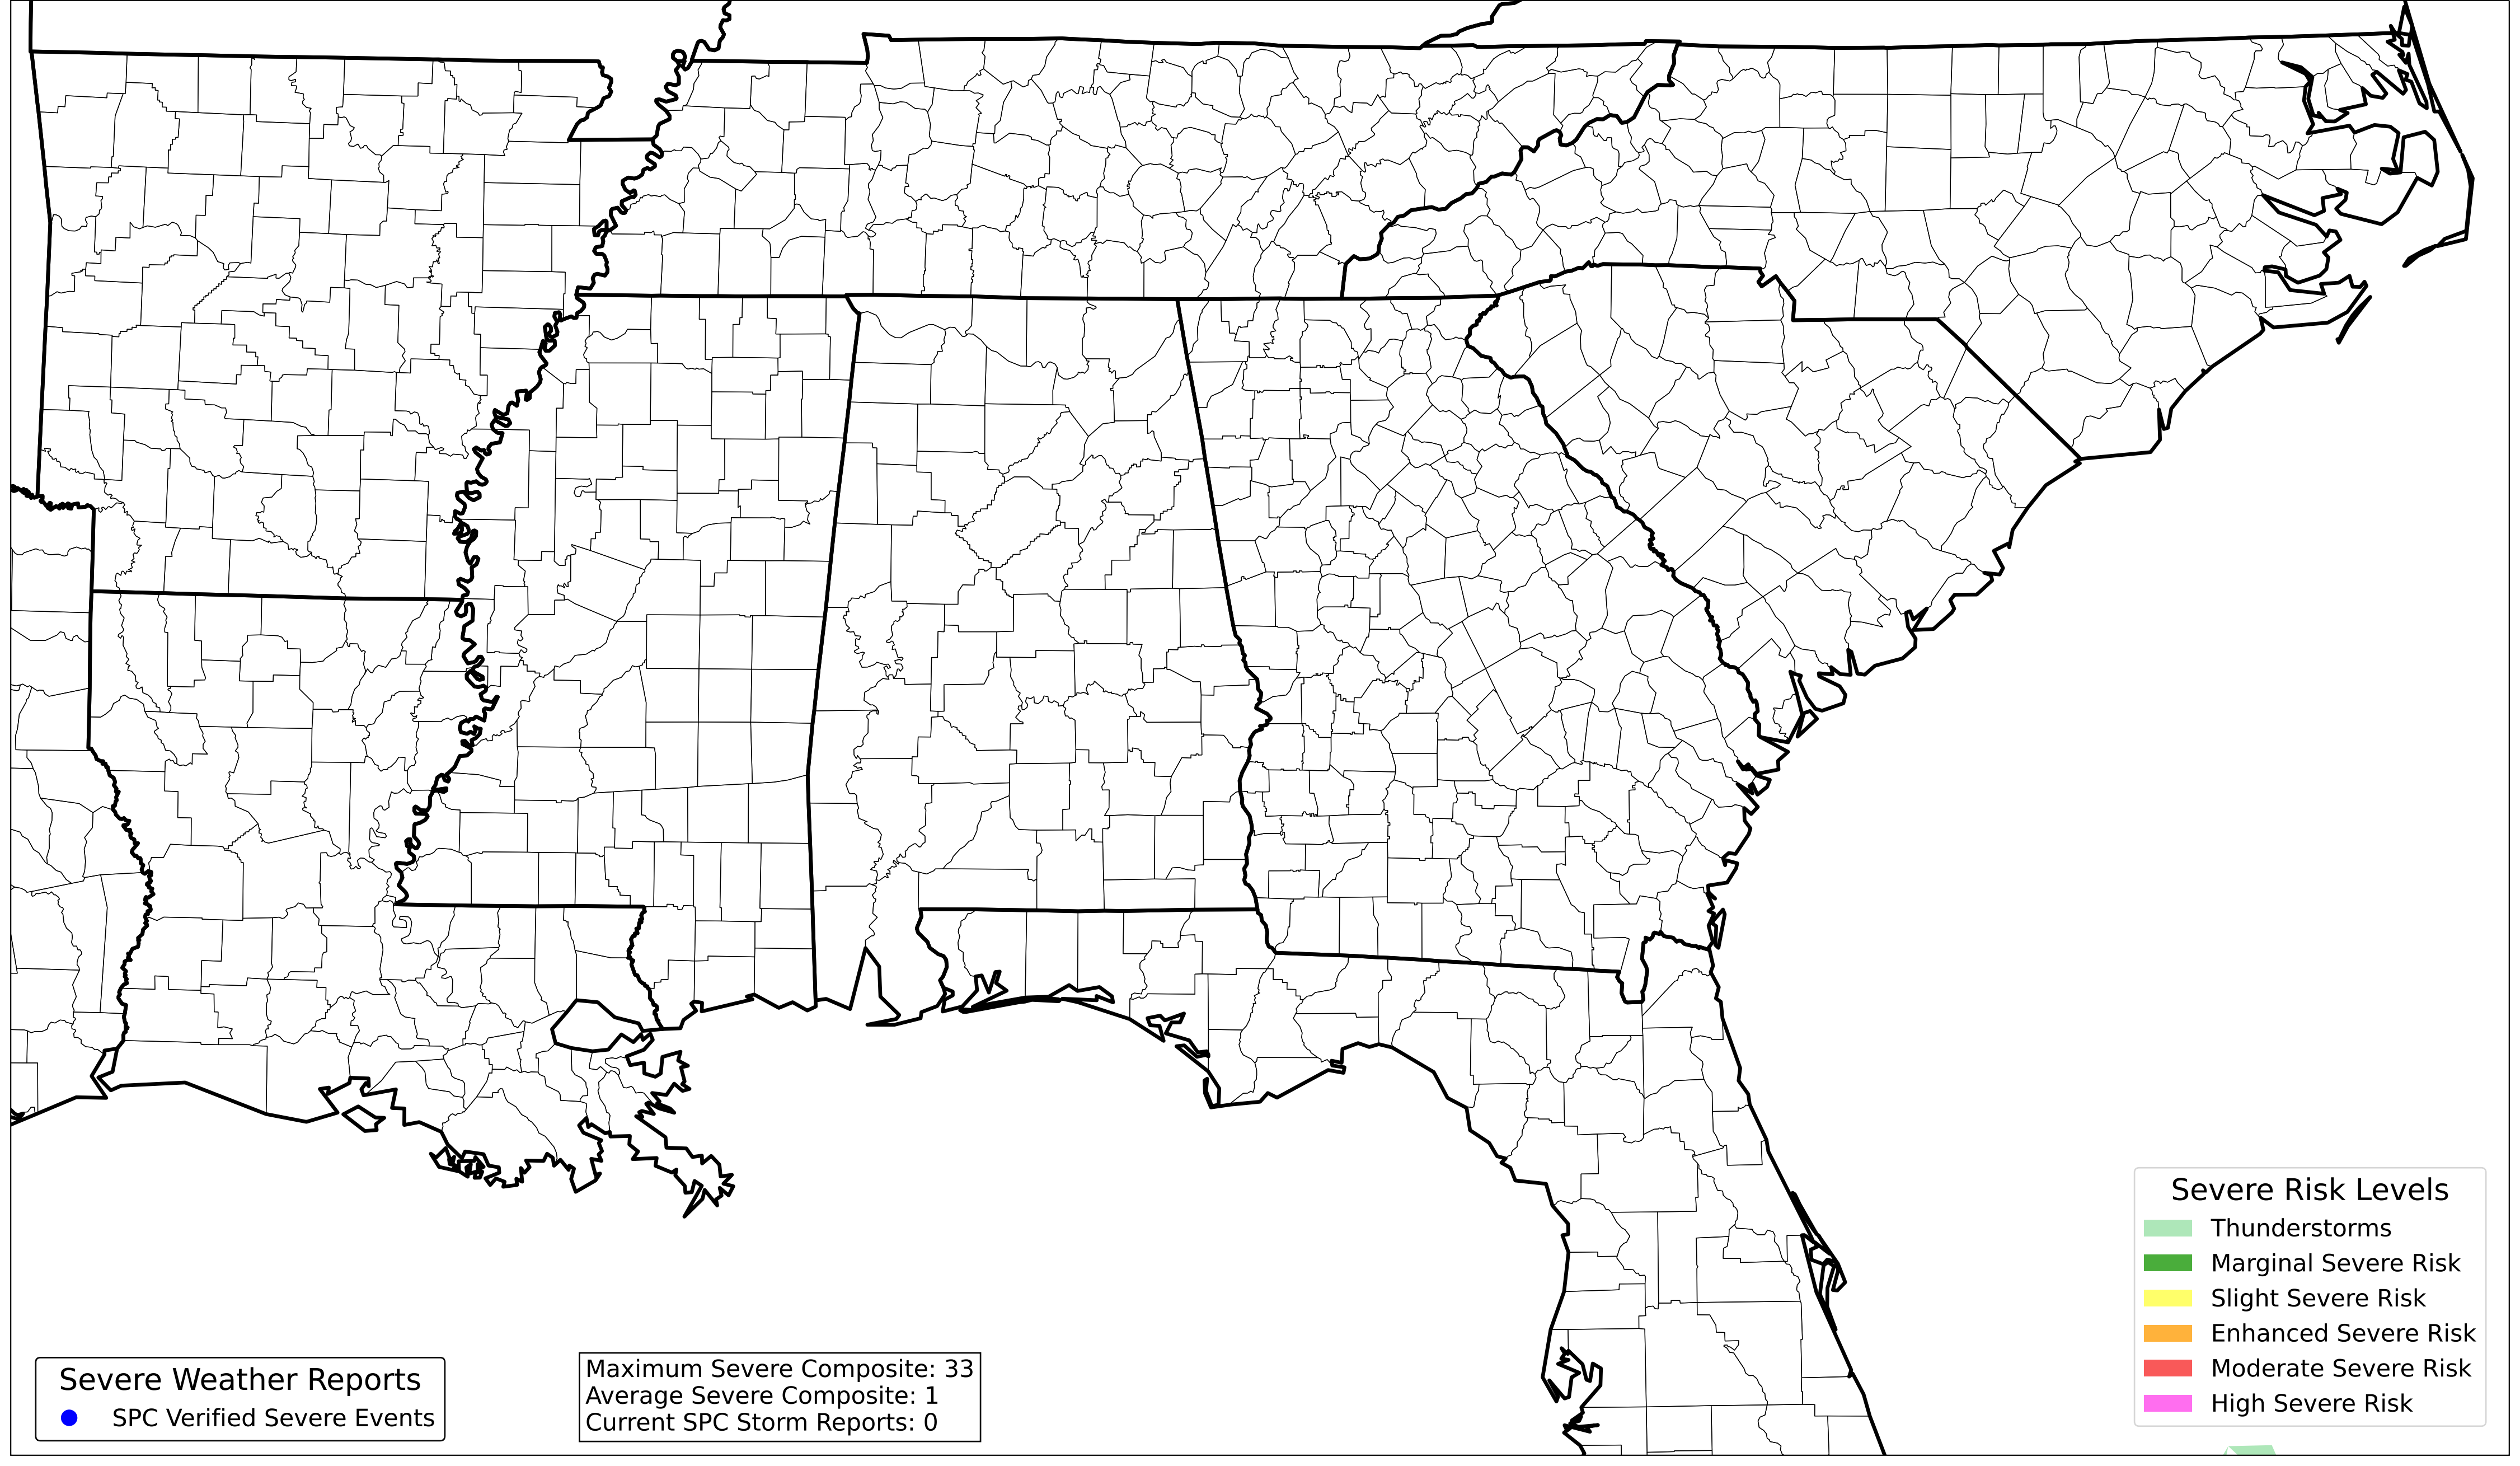 Severe Weather Reports
SPC Verified Severe Events
Maximum Severe Composite: 33
Average Severe Composite: 1
Current SPC Storm Reports: 0
Severe Risk Levels
Thunderstorms
Marginal Severe Risk
Slight Severe Risk
Enhanced Severe Risk
Moderate Severe Risk
High Severe Risk